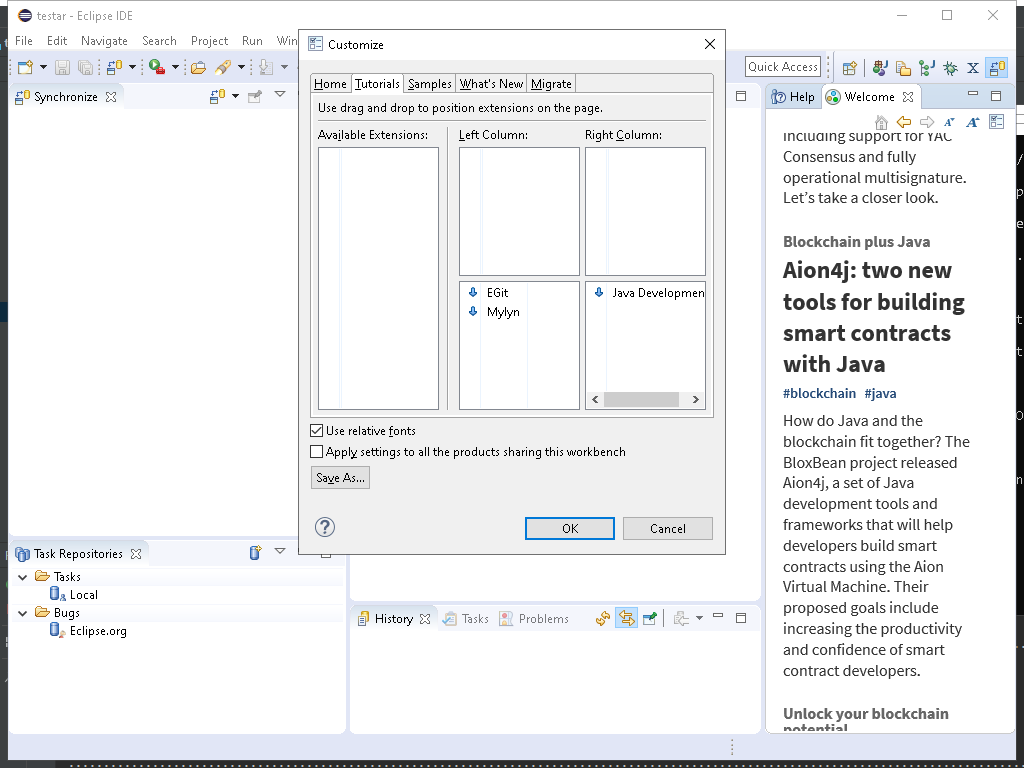 testar - Eclipse IDE
File Edit Navigate Search Project Run Win
Quick Access
Synchronize
Customize
Home Tutorials Samples What's New Migrate
Use drag and drop to position extensions on the page.
Available Extensions: Left Column: Right Column:
EGit
Mylyn
Java Developmen
Use relative fonts
Apply settings to all the products sharing this workbench
Save As...
OK Cancel
Task Repositories
Tasks
Local
Bugs
Eclipse.org
History Tasks Problems
Help Welcome
including support for YAC
Consensus and fully
operational multisignature.
Let’s take a closer look.
Blockchain plus Java
Aion4j: two new
tools for building
smart contracts
with Java
#blockchain #java
How do Java and the
blockchain fit together? The
BloxBean project released
Aion4j, a set of Java
development tools and
frameworks that will help
developers build smart
contracts using the Aion
Virtual Machine. Their
proposed goals include
increasing the productivity
and confidence of smart
contract developers.
Unlock your blockchain
potential